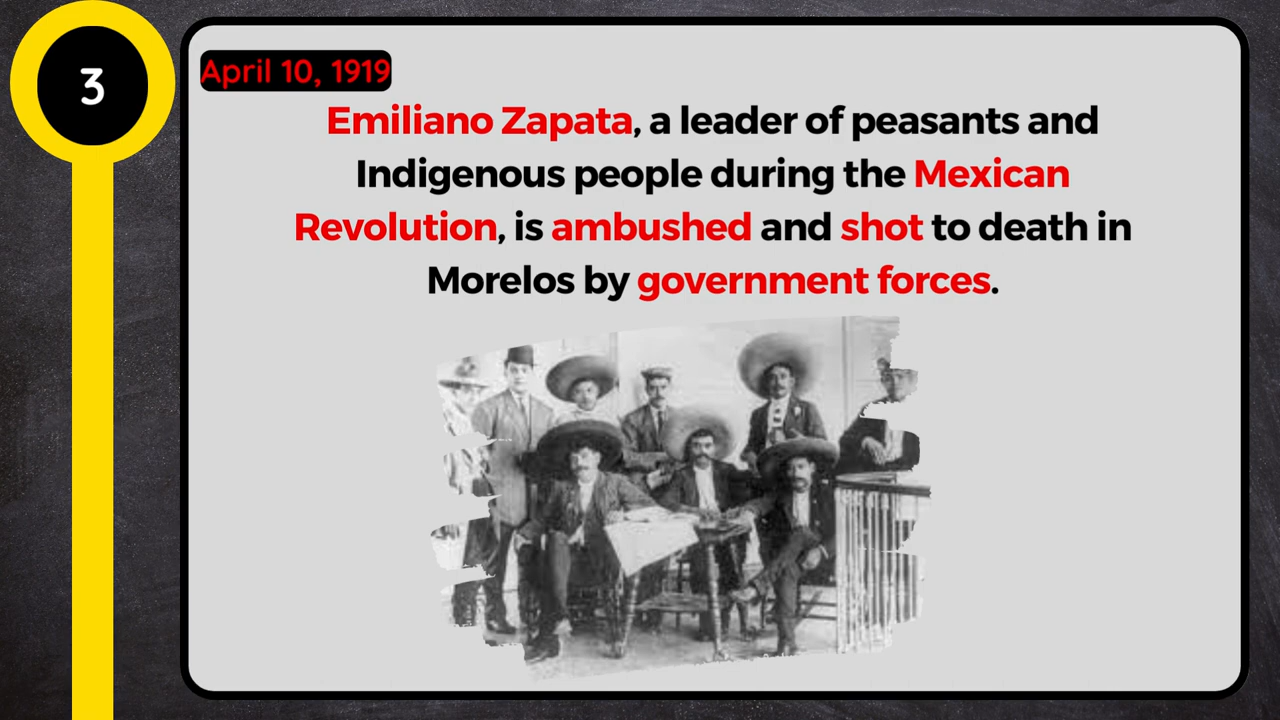 3
April 10, 1919
Emiliano Zapata, a leader of peasants and
Indigenous people during the Mexican
Revolution, is ambushed and shot to death in
Morelos by government forces.